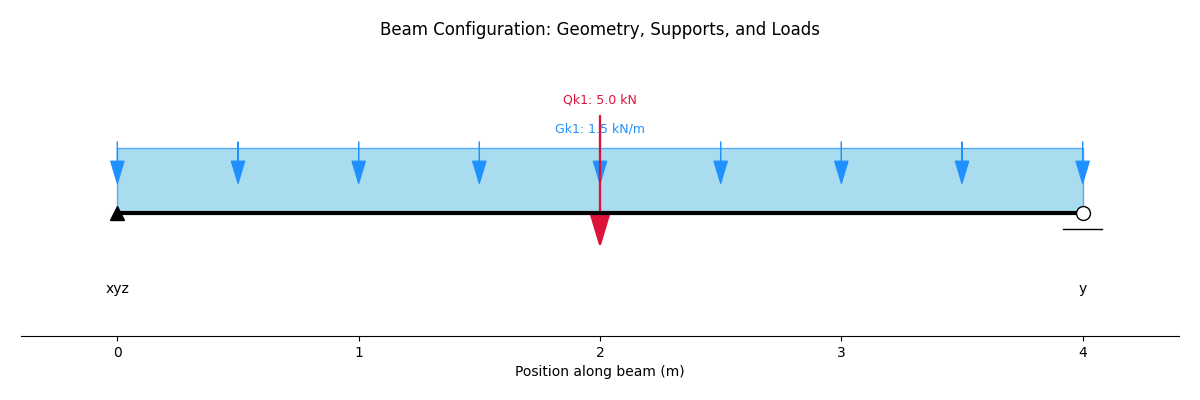 Beam Configuration: Geometry, Supports, and Loads
Qk1: 5.0 kN
Gk1: 1.5 kN/m
xyz
y
0 1 2 3 4
Position along beam (m)